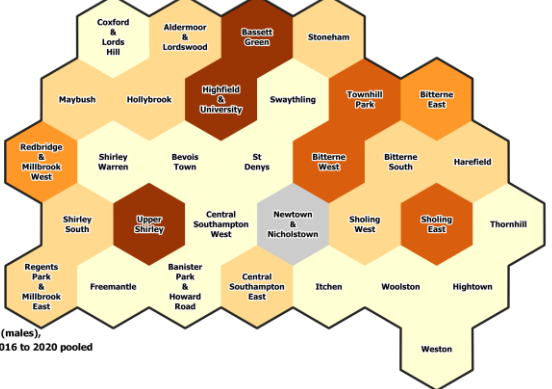 Coxford
&
Lords
Hill
Aldermoor
&
Lordswood
Bassett
Green
Stoneham
Maybush
Hollybrook
Highfield
&
University
Swaythling
Townhill
Park
Bitterne
East
Redbridge
&
Millbrook
West
Shirley
Warren
Bevois
Town
St
Denys
Bitterne
West
Bitterne
South
Harefield
Shirley
South
Upper
Shirley
Central
Southampton
West
Newtown
&
Nicholstown
Sholing
West
Sholing
East
Thornhill
Regents
Park
&
Millbrook
East
Freemantle
Banister
Park
&
Howard
Road
Central
Southampton
East
Itchen
Woolston
Hightown
Weston
(males),
016 to 2020 pooled